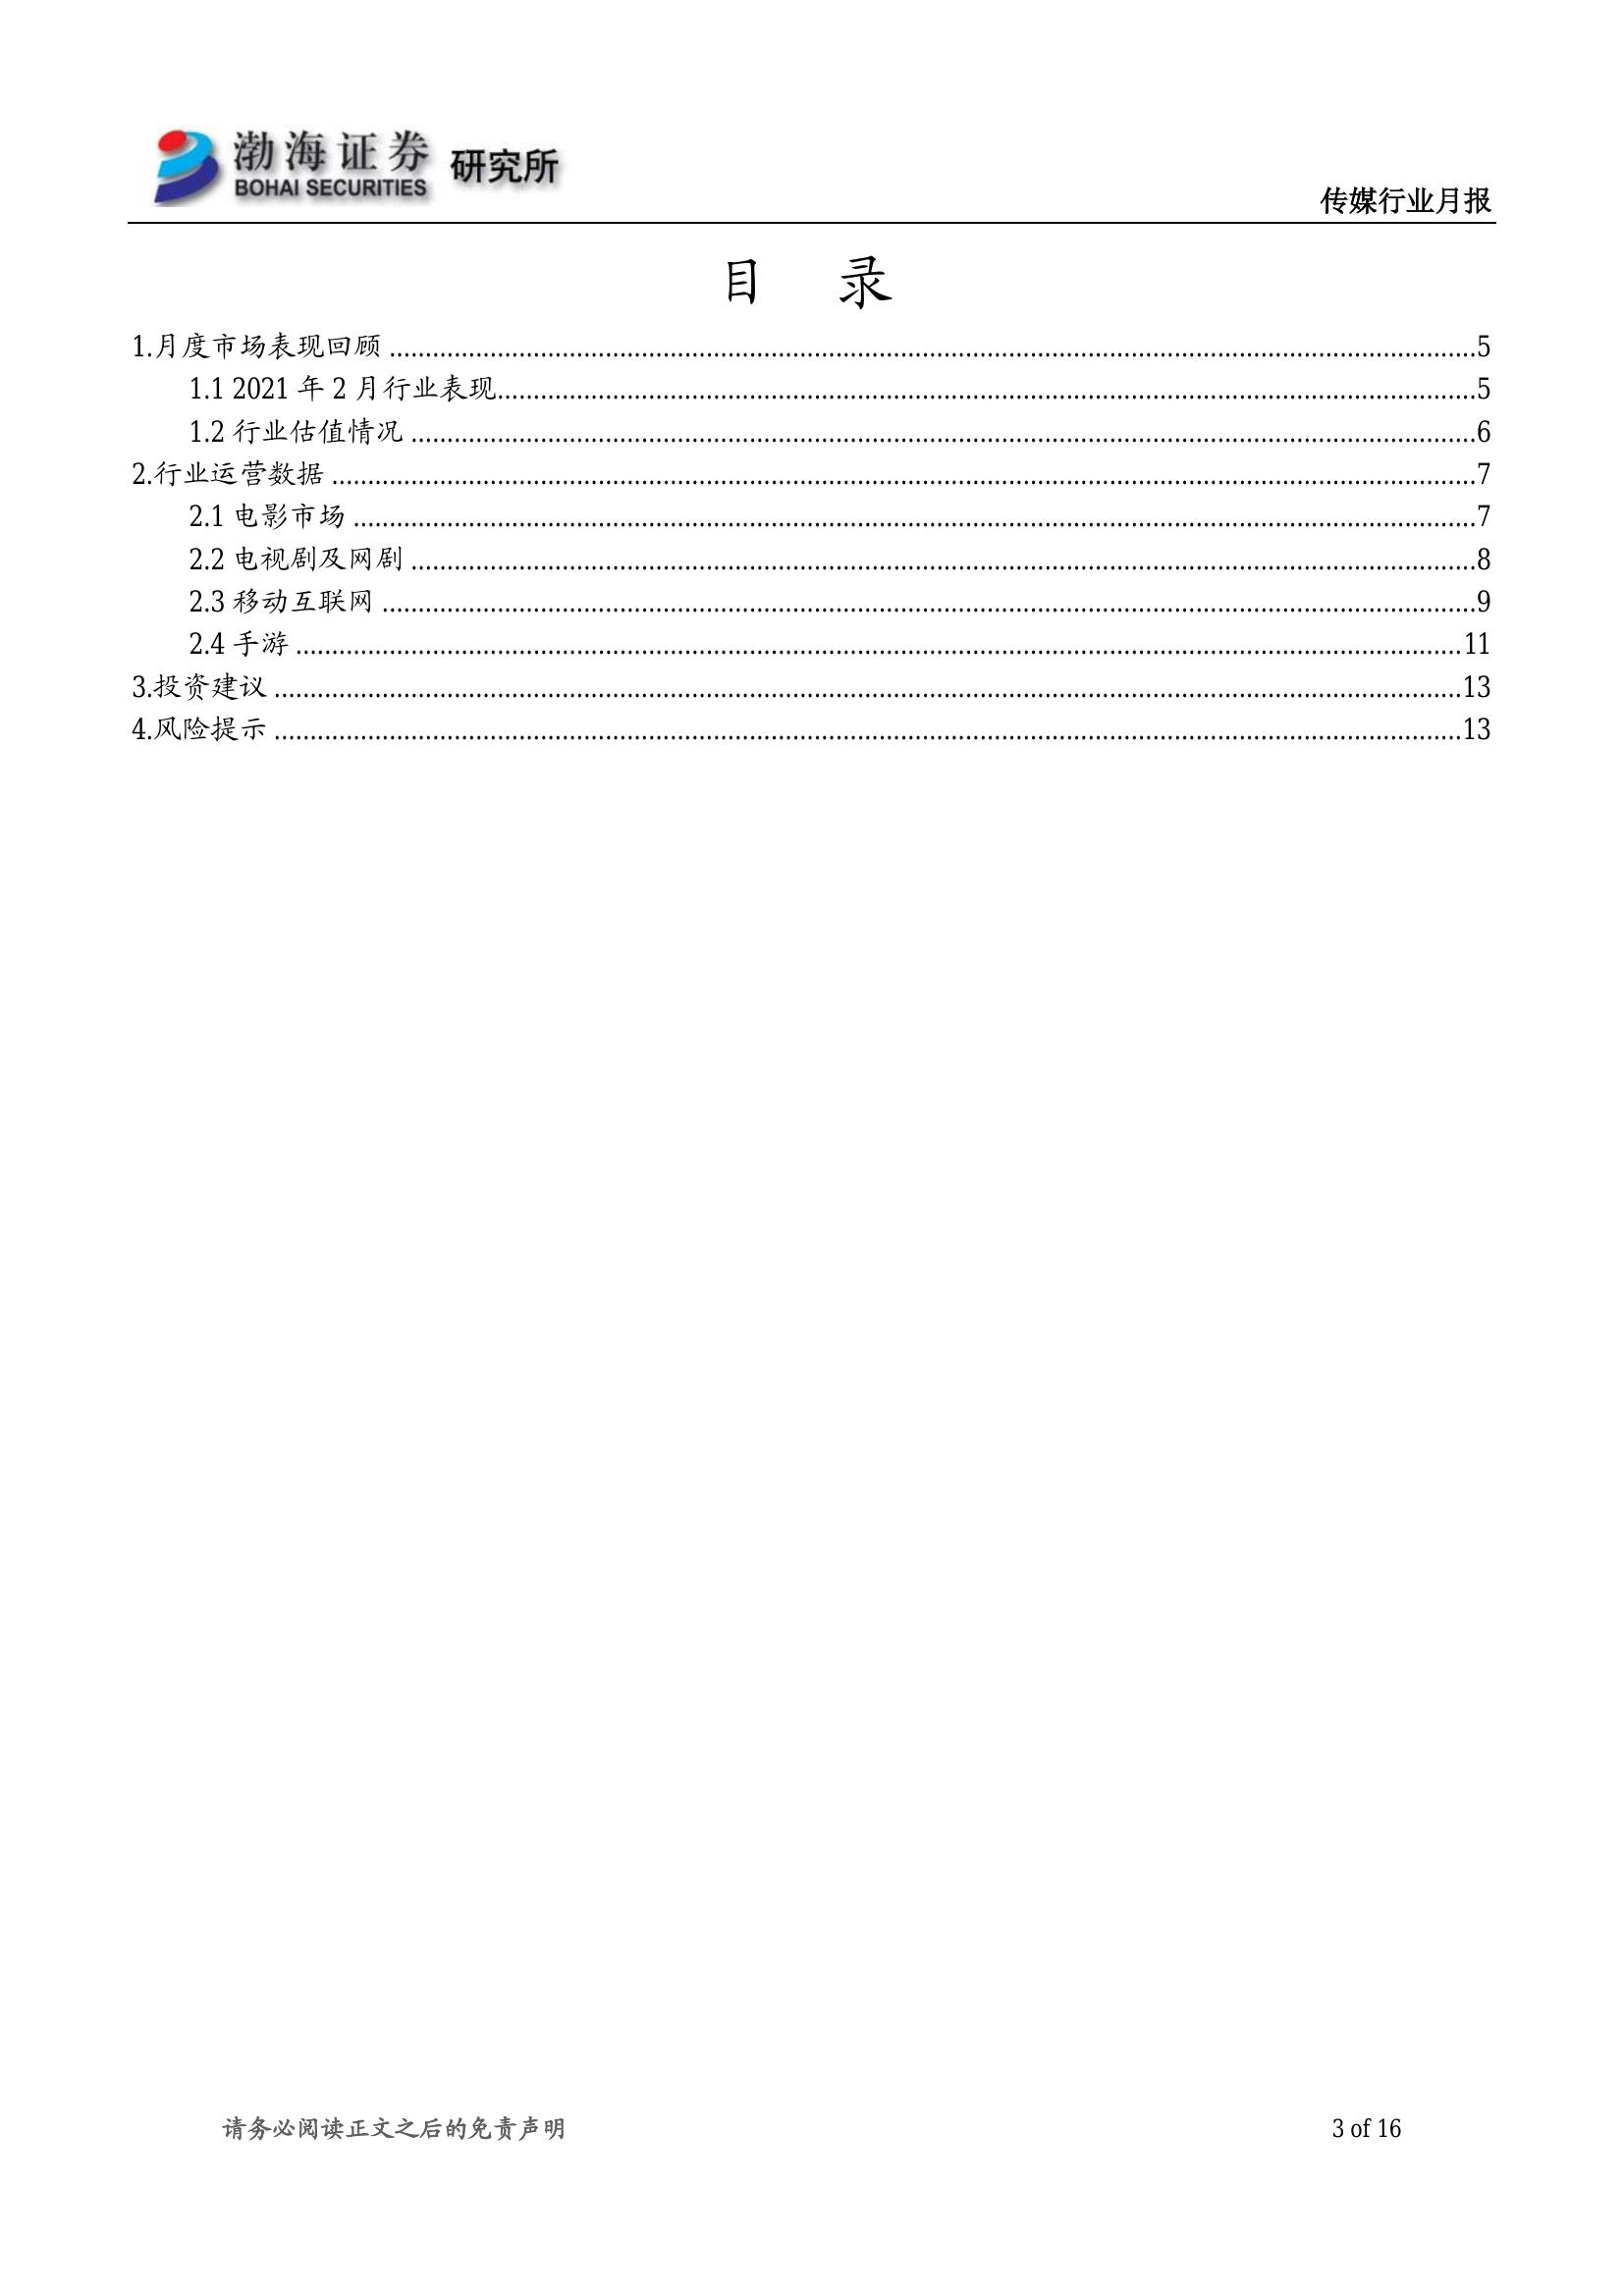 渤海证券 研究所
BOHAI SECURITIES
传媒行业月报
目 录
1.月度市场表现回顾 ........................................ 5
1.1 2021 年 2 月行业表现........................................ 5
1.2 行业估值情况 ........................................ 6
2.行业运营数据 ........................................ 7
2.1 电影市场 ........................................ 7
2.2 电视剧及网剧 ........................................ 8
2.3 移动互联网 ........................................ 9
2.4 手游 ........................................ 11
3.投资建议 ........................................ 13
4.风险提示 ........................................ 13
请务必阅读正文之后的免责声明 3 of 16